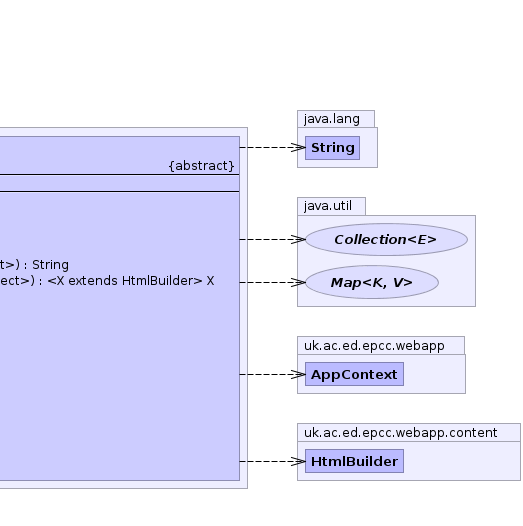 java.lang
String
{abstract}
java.util
Collection<E>
t>) : String
ect>) : <X extends HtmlBuilder> X
Map<K, V>
uk.ac.ed.epcc.webapp
AppContext
uk.ac.ed.epcc.webapp.content
HtmlBuilder